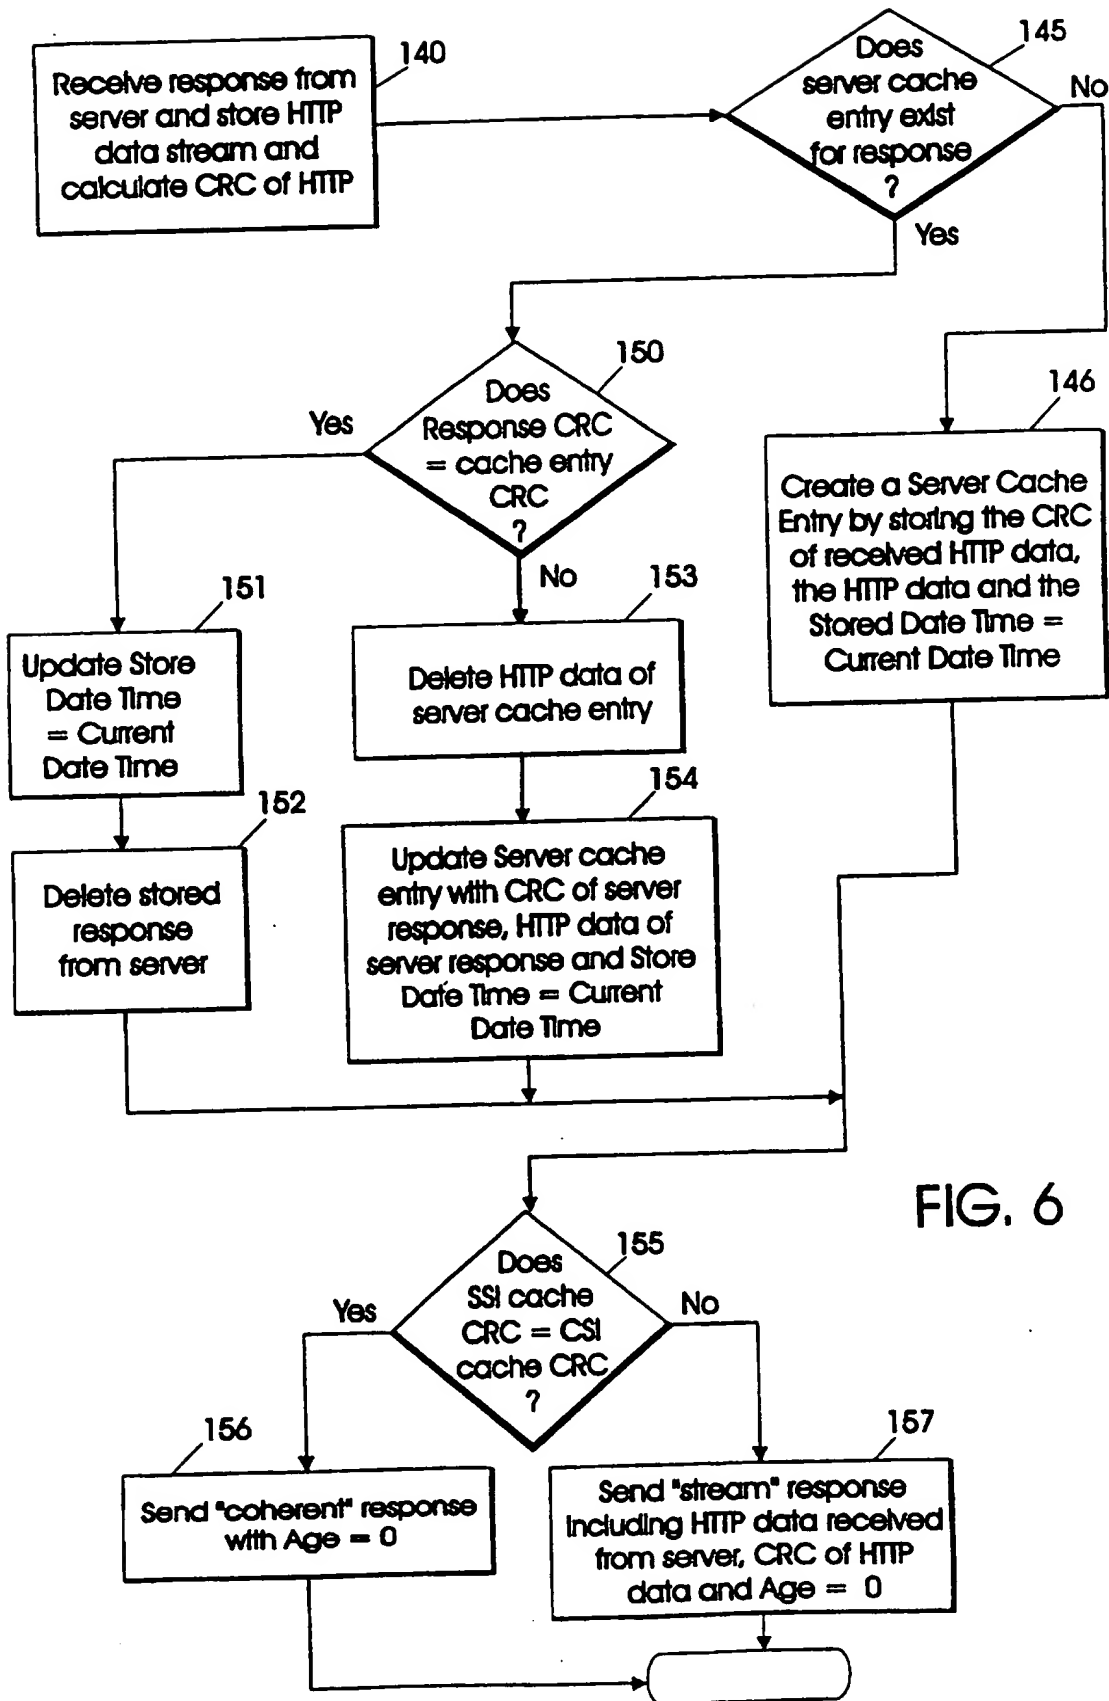 140
Receive response from
server and store HTTP
data stream and
calculate CRC of HTTP
145
Does
server cache
entry exist
for response
?
No
Yes
150
Does
Response CRC
= cache entry
CRC
?
Yes
No
146
Create a Server Cache
Entry by storing the CRC
of received HTTP data,
the HTTP data and the
Stored Date Time =
Current Date Time
151
Update Store
Date Time
= Current
Date Time
153
Delete HTTP data of
server cache entry
152
Delete stored
response
from server
154
Update Server cache
entry with CRC of server
response, HTTP data of
server response and Store
Date Time = Current
Date Time
FIG. 6
155
Does
SSI cache
CRC = CSI
cache CRC
?
Yes
No
156
Send "coherent" response
with Age = 0
157
Send "stream" response
including HTTP data received
from server, CRC of HTTP
data and Age = 0